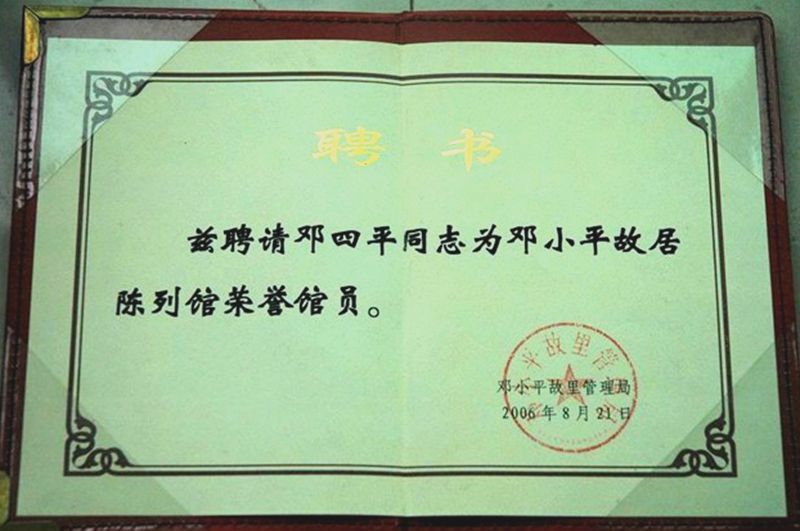 聘书
兹聘请邓四平同志为邓小平故居
陈列馆荣誉馆员。
邓小平故里管理局
2006年8月21日